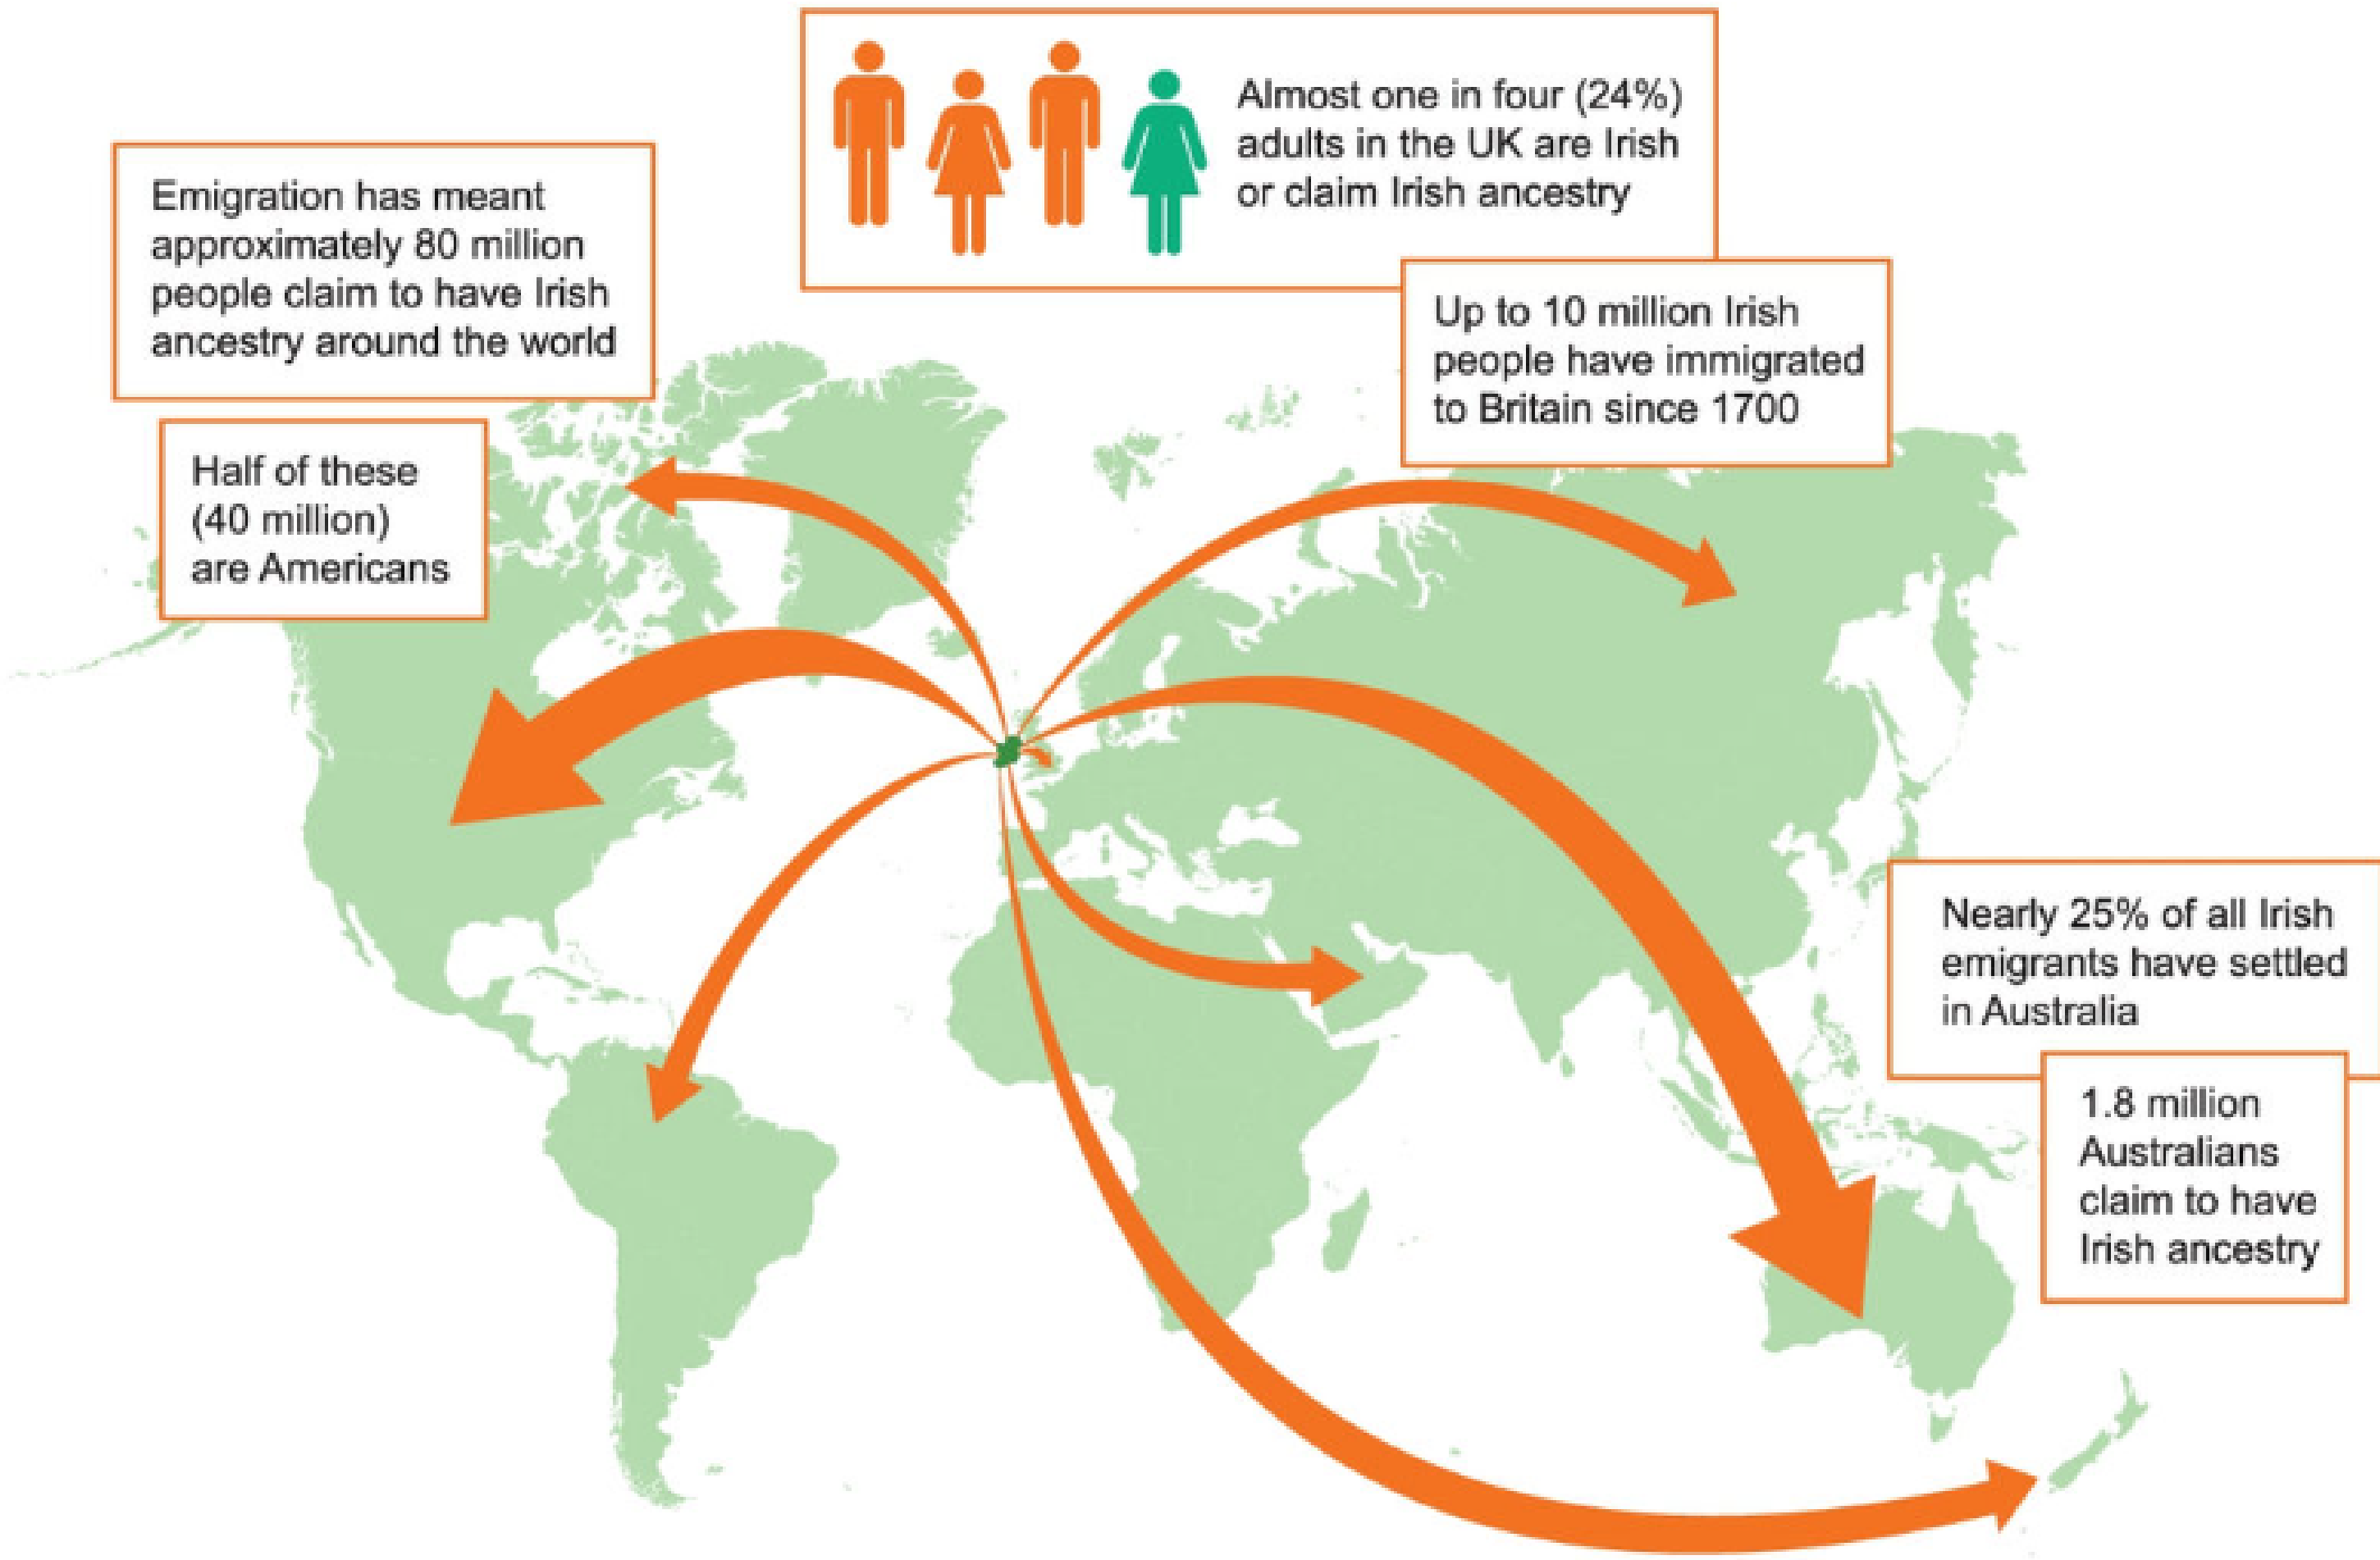 Almost one in four (24%)
adults in the UK are Irish
or claim Irish ancestry
Emigration has meant
approximately 80 million
people claim to have Irish
ancestry around the world
Up to 10 million Irish
people have immigrated
to Britain since 1700
Half of these
(40 million)
are Americans
Nearly 25% of all Irish
emigrants have settled
in Australia
1.8 million
Australians
claim to have
Irish ancestry